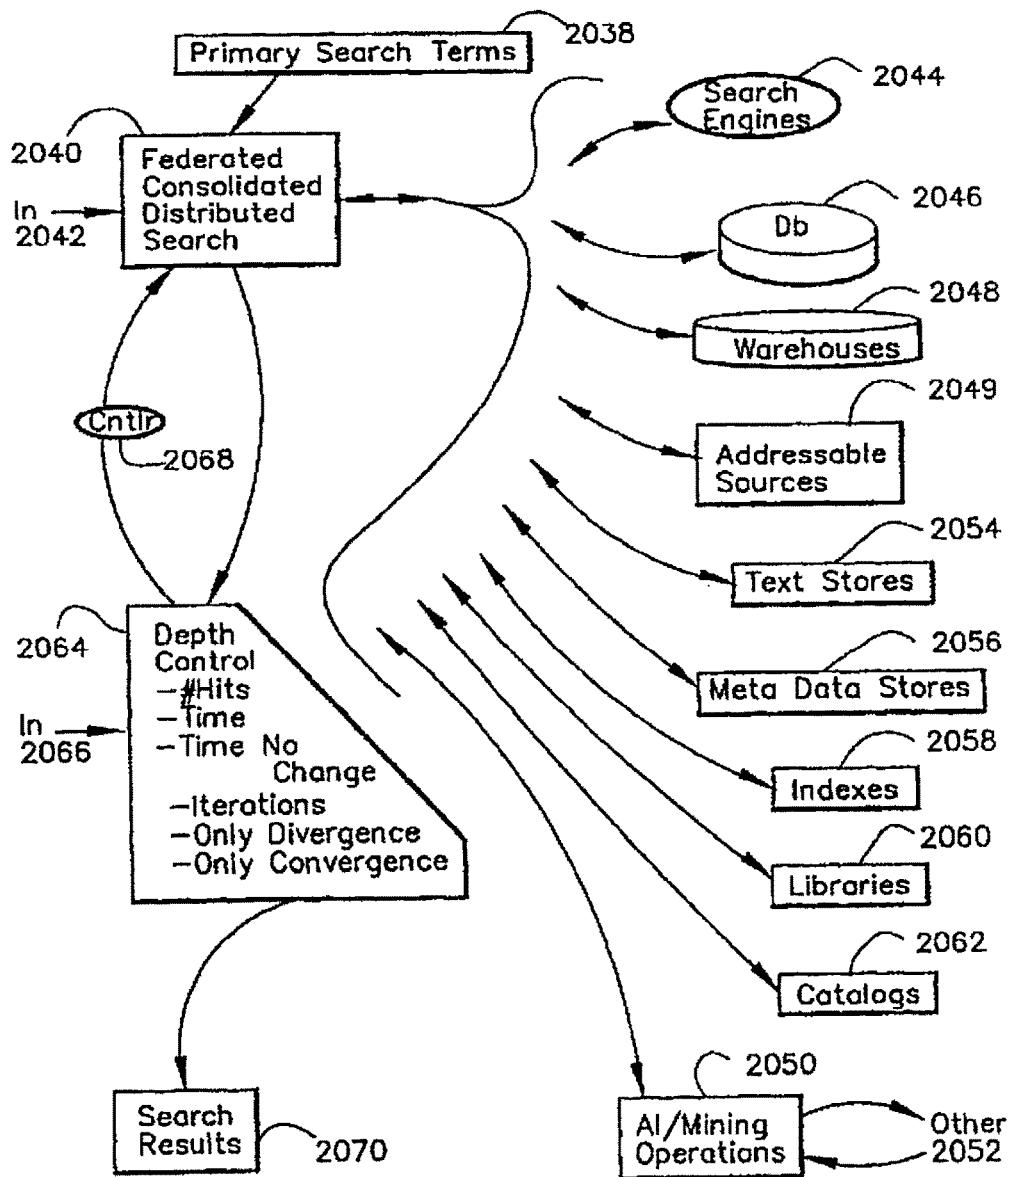 Primary Search Terms
2038
2040
Federated
Consolidated
Distributed
Search
In
2042
Search
Engines
2044
Db
2046
Warehouses
2048
Addressable
Sources
2049
Text Stores
2054
Meta Data Stores
2056
Indexes
2058
Libraries
2060
Catalogs
2062
Cntlr
2068
2064
Depth
Control
-#Hits
-Time
-Time No
Change
-Iterations
-Only Divergence
-Only Convergence
In
2066
Search
Results
2070
AI/Mining
Operations
2050
Other
2052